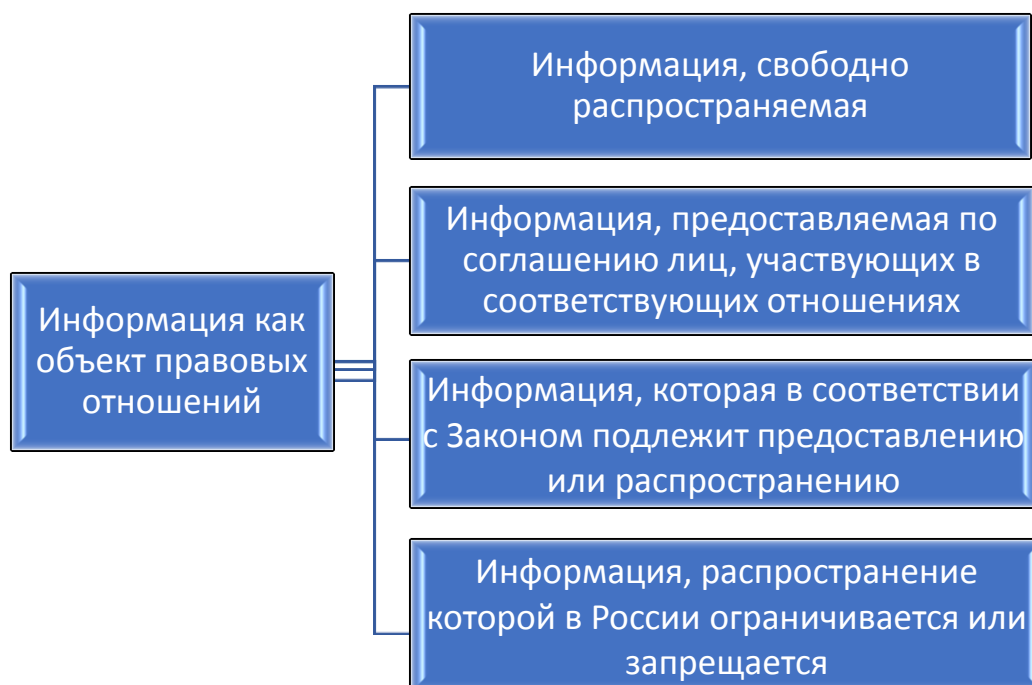 Информация как
объект правовых
отношений
Информация, свободно
распространяемая
Информация, предоставляемая по
соглашению лиц, участвующих в
соответствующих отношениях
Информация, которая в соответствии
с Законом подлежит предоставлению
или распространению
Информация, распространение
которой в России ограничивается или
запрещается